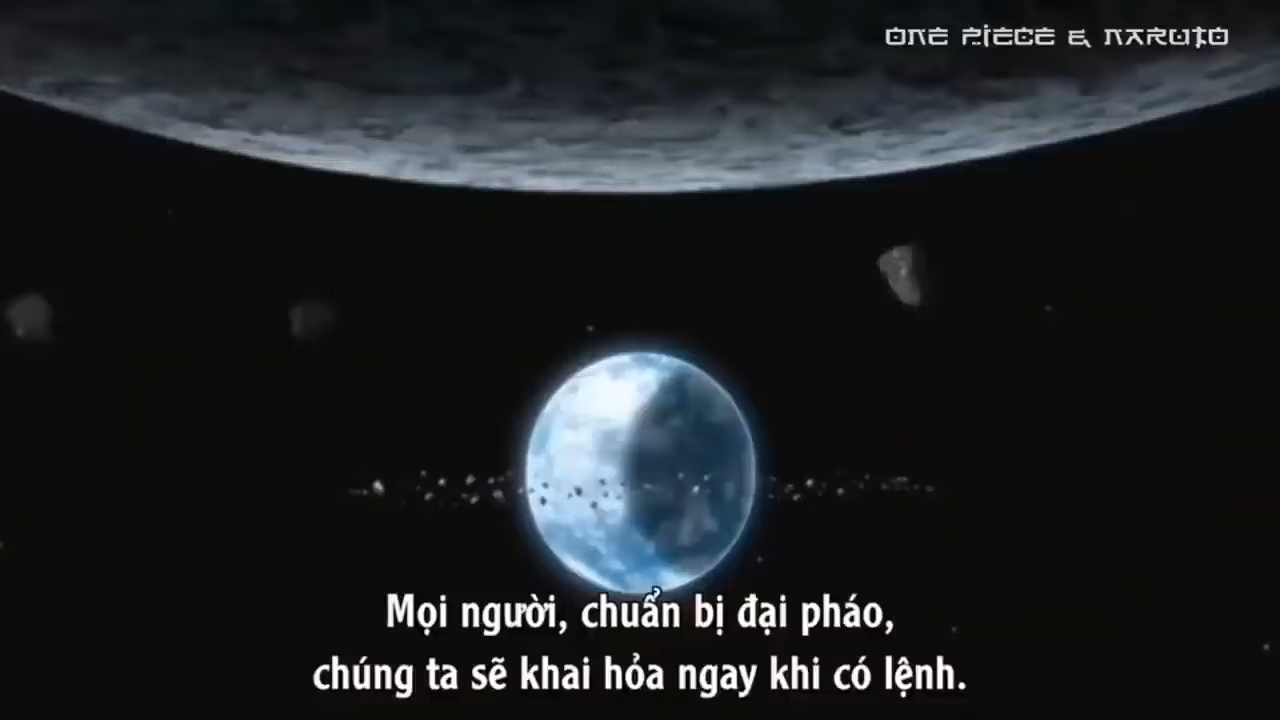 ONE PIECE & NARUTO
Mọi người, chuẩn bị đại pháo,
chúng ta sẽ khai hỏa ngay khi có lệnh.